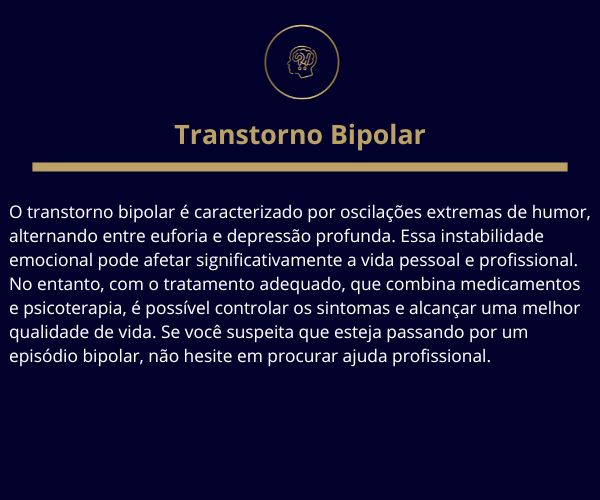 Transtorno Bipolar
O transtorno bipolar é caracterizado por oscilações extremas de humor,
alternando entre euforia e depressão profunda. Essa instabilidade
emocional pode afetar significativamente a vida pessoal e profissional.
No entanto, com o tratamento adequado, que combina medicamentos
e psicoterapia, é possível controlar os sintomas e alcançar uma melhor
qualidade de vida. Se você suspeita que esteja passando por um
episódio bipolar, não hesite em procurar ajuda profissional.